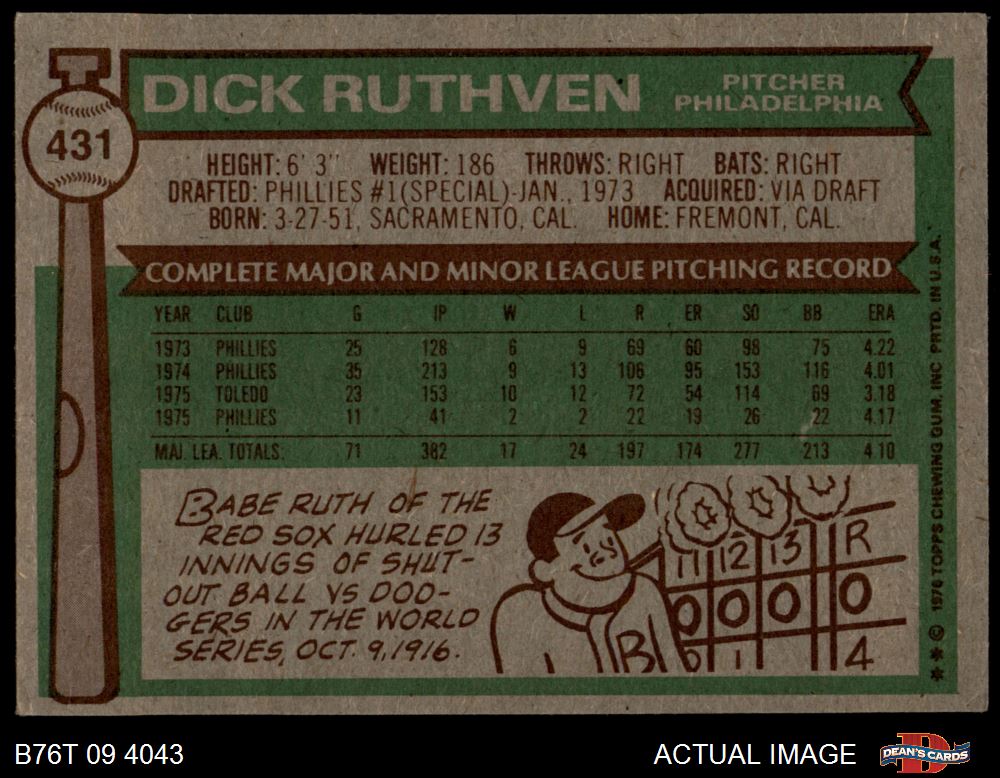 431
DICK RUTHVEN
PITCHER
PHILADELPHIA
HEIGHT: 6' 3" WEIGHT: 186 THROWS: RIGHT BATS: RIGHT
DRAFTED: PHILLIES #1(SPECIAL)-JAN., 1973 ACQUIRED: VIA DRAFT
BORN: 3-27-51, SACRAMENTO, CAL. HOME: FREMONT, CAL.
COMPLETE MAJOR AND MINOR LEAGUE PITCHING RECORD
YEAR CLUB G IP W L R ER SO BB ERA
1973 PHILLIES 25 128 6 9 69 60 98 75 4.22
1974 PHILLIES 35 213 9 13 106 95 153 116 4.01
1975 TOLEDO 23 153 10 12 72 54 114 69 3.18
1975 PHILLIES 11 41 2 2 22 19 26 22 4.17
MAJ. LEA. TOTALS: 71 382 17 24 197 174 277 213 4.10
BABE RUTH OF THE
RED SOX HURLED 13
INNINGS OF SHUT-
OUT BALL VS DOD-
GERS IN THE WORLD
SERIES, OCT. 9, 1916.
11 12 13 R
0 0 0 0
0 1 4
B
* * © 1976 TOPPS CHEWING GUM, INC. PRTD. IN U.S.A.
B76T 09 4043
ACTUAL IMAGE
D
DEAN'S CARDS